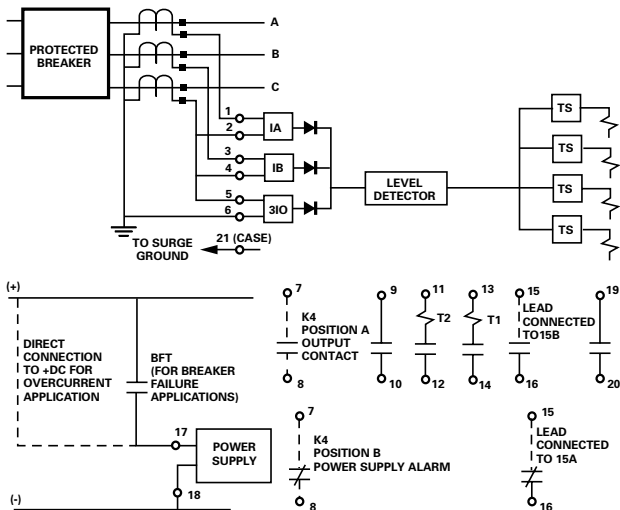 A
PROTECTED
BREAKER
B
C
1
2
IA
3
4
IB
5
6
3IO
LEVEL
DETECTOR
TS
TS
TS
TS
TO SURGE
GROUND
21 (CASE)
(+)
DIRECT
CONNECTION
TO +DC FOR
OVERCURRENT
APPLICATION
BFT
(FOR BREAKER
FAILURE
APPLICATIONS)
17
POWER
SUPPLY
18
(-)
7
K4
POSITION A
OUTPUT
CONTACT
8
9
10
11
T2
12
13
T1
14
15
LEAD
CONNECTED
TO15B
16
19
20
7
K4
POSITION B
POWER SUPPLY ALARM
8
15
LEAD
CONNECTED
TO 15A
16